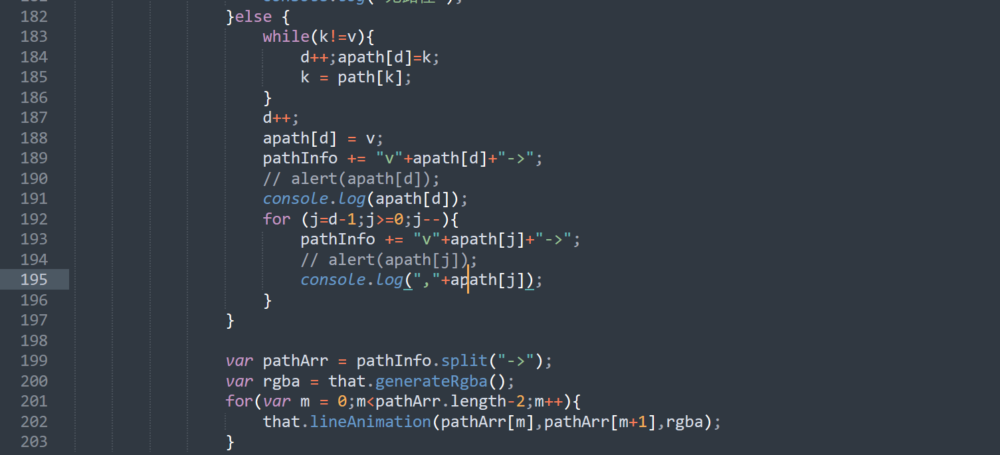 182 }else {
183 while(k!=v){
184 d++;apath[d]=k;
185 k = path[k];
186 }
187 d++;
188 apath[d] = v;
189 pathInfo += "v"+apath[d]+"->";
190 // alert(apath[d]);
191 console.log(apath[d]);
192 for (j=d-1;j>=0;j--){
193 pathInfo += "v"+apath[j]+"->";
194 // alert(apath[j]);
195 console.log(","+apath[j]);
196 }
197 }
198
199 var pathArr = pathInfo.split("->");
200 var rgba = that.generateRgba();
201 for(var m = 0;m<pathArr.length-2;m++){
202 that.lineAnimation(pathArr[m],pathArr[m+1],rgba);
203 }